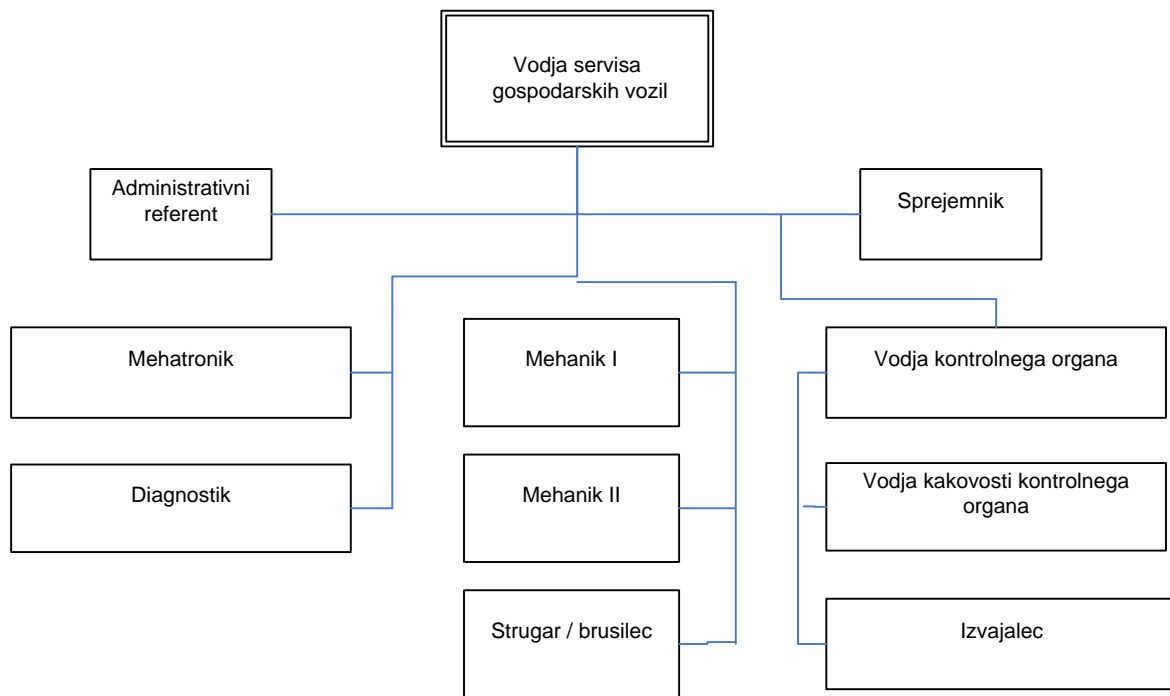 Vodja servisa
gospodarskih vozil
Administrativni
referent
Sprejemnik
Mehatronik
Mehanik I
Vodja kontrolnega organa
Diagnostik
Mehanik II
Vodja kakovosti kontrolnega
organa
Strugar / brusilec
Izvajalec